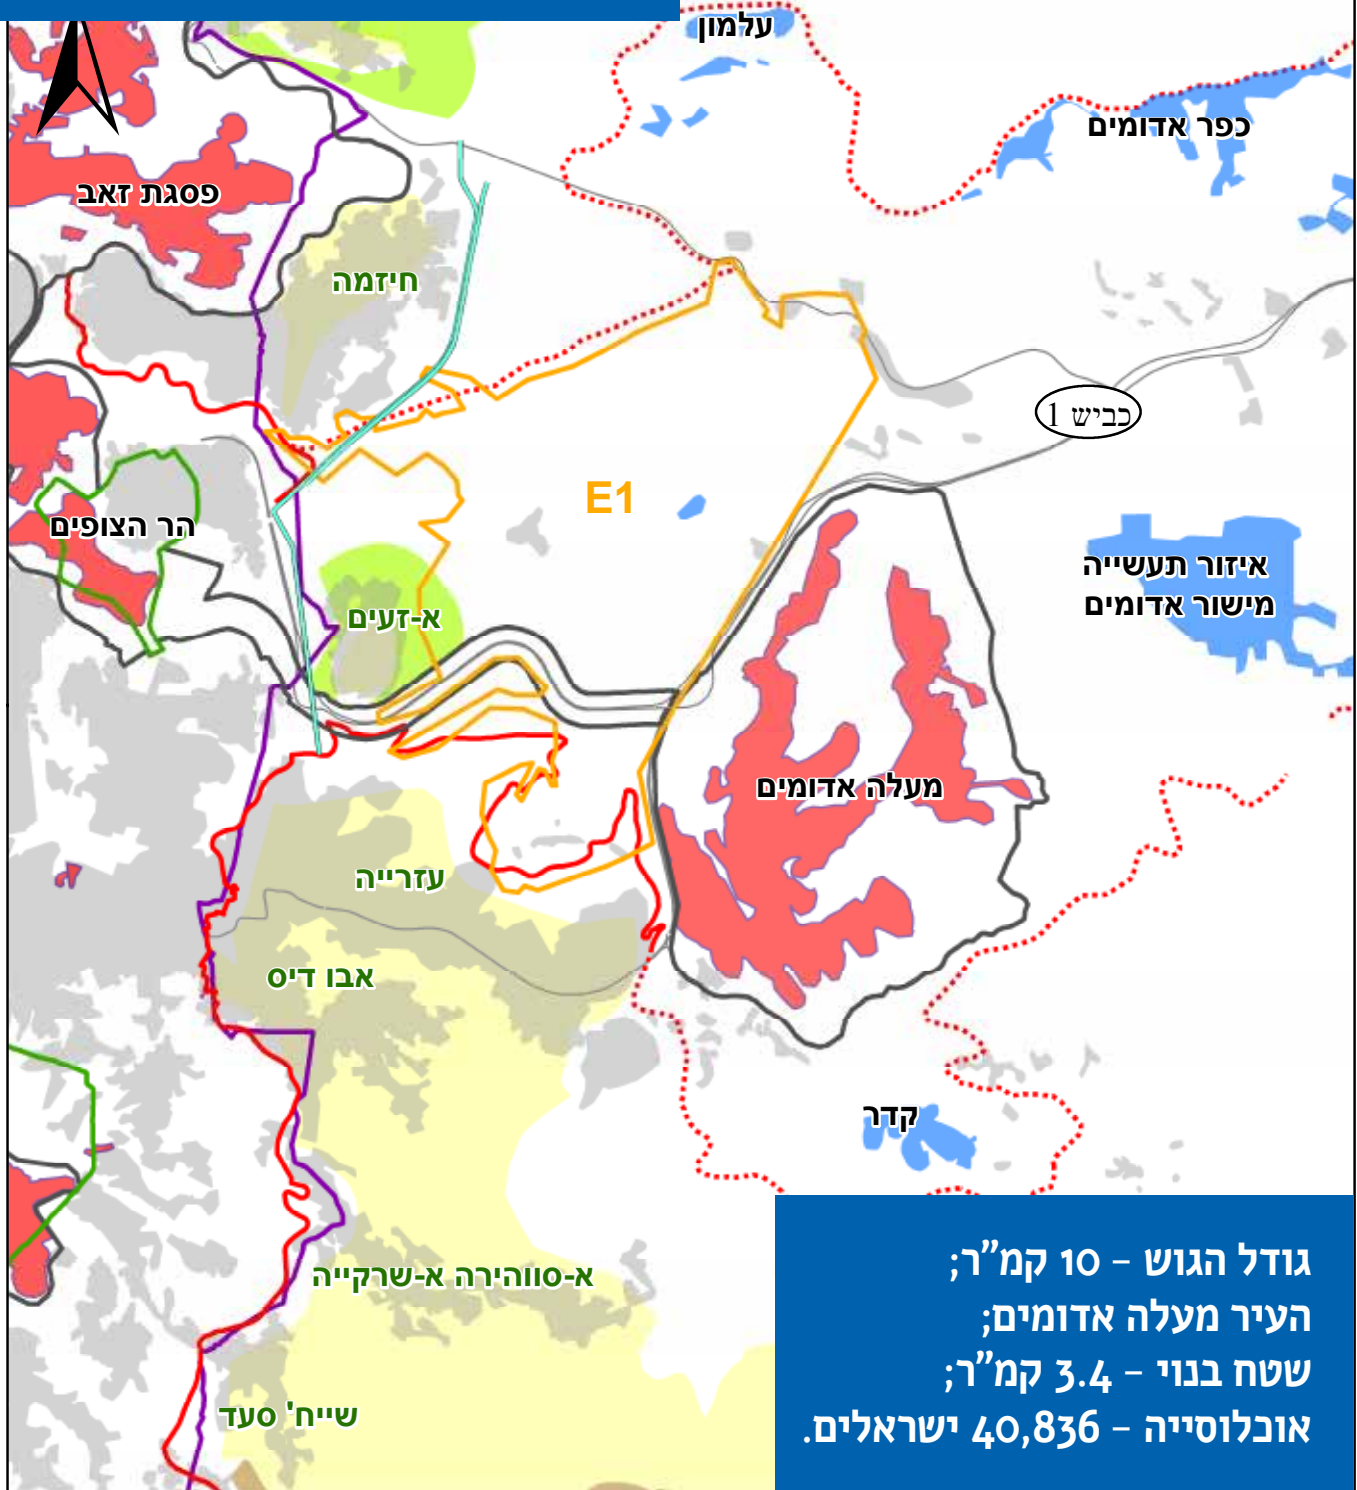 עלמון
כפר אדומים
פסגת זאב
חיזמה
כביש 1
E1
הר הצופים
איזור תעשייה
מישור אדומים
א-זעים
מעלה אדומים
עזרייה
אבו דיס
קדר
א-סווהירה א-שרקייה
שייח' סעד
גודל הגוש – 10 קמ"ר;
העיר מעלה אדומים;
שטח בנוי – 3.4 קמ"ר;
אוכלוסייה – 40,836 ישראלים.